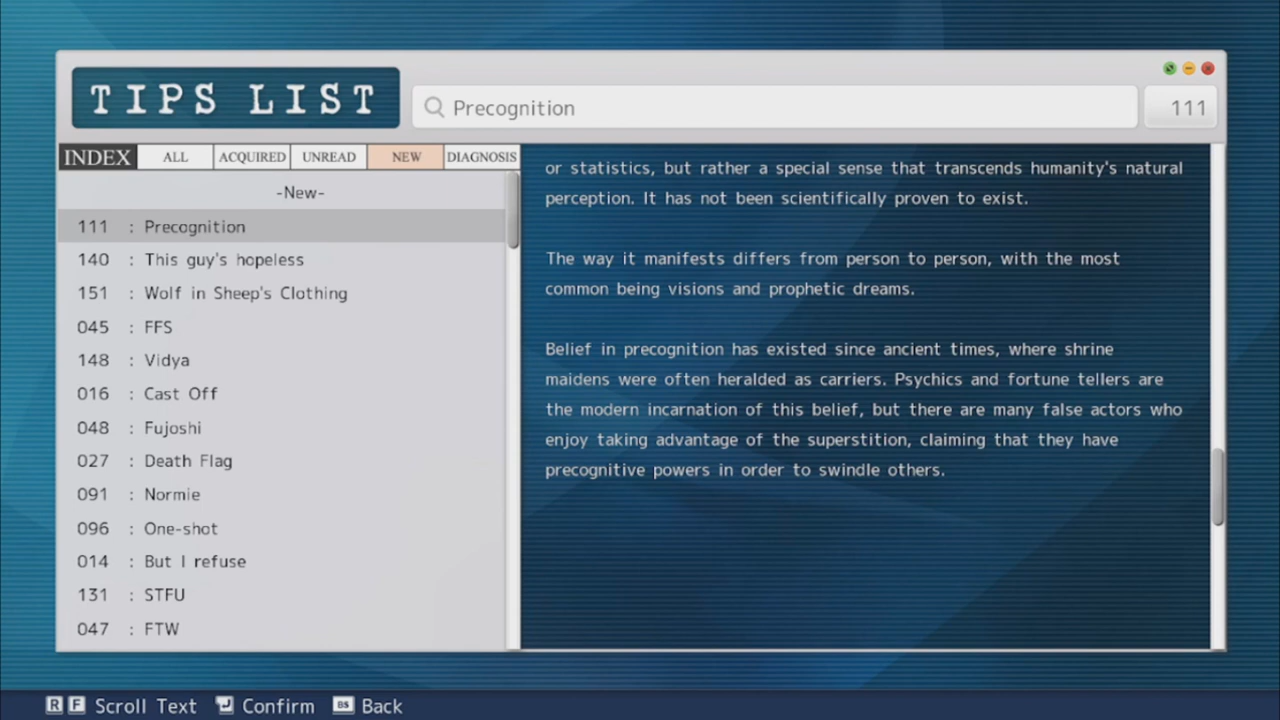 TIPS LIST
Precognition
111
INDEX ALL ACQUIRED UNREAD NEW DIAGNOSIS
-New-
111 : Precognition
140 : This guy's hopeless
151 : Wolf in Sheep's Clothing
045 : FFS
148 : Vidya
016 : Cast Off
048 : Fujoshi
027 : Death Flag
091 : Normie
096 : One-shot
014 : But I refuse
131 : STFU
047 : FTW
or statistics, but rather a special sense that transcends humanity's natural
perception. It has not been scientifically proven to exist.
The way it manifests differs from person to person, with the most
common being visions and prophetic dreams.
Belief in precognition has existed since ancient times, where shrine
maidens were often heralded as carriers. Psychics and fortune tellers are
the modern incarnation of this belief, but there are many false actors who
enjoy taking advantage of the superstition, claiming that they have
precognitive powers in order to swindle others.
R F Scroll Text Confirm BS Back